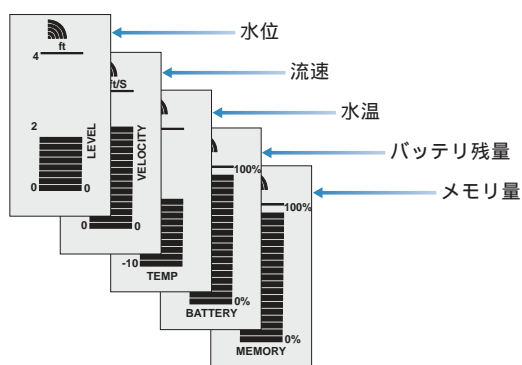 水位
ft
4
2
LEVEL
0 0
流速
ft/S
VELOCITY
0 0
水温
-10
TEMP
バッテリ残量
100%
0%
BATTERY
メモリ量
100%
0%
MEMORY